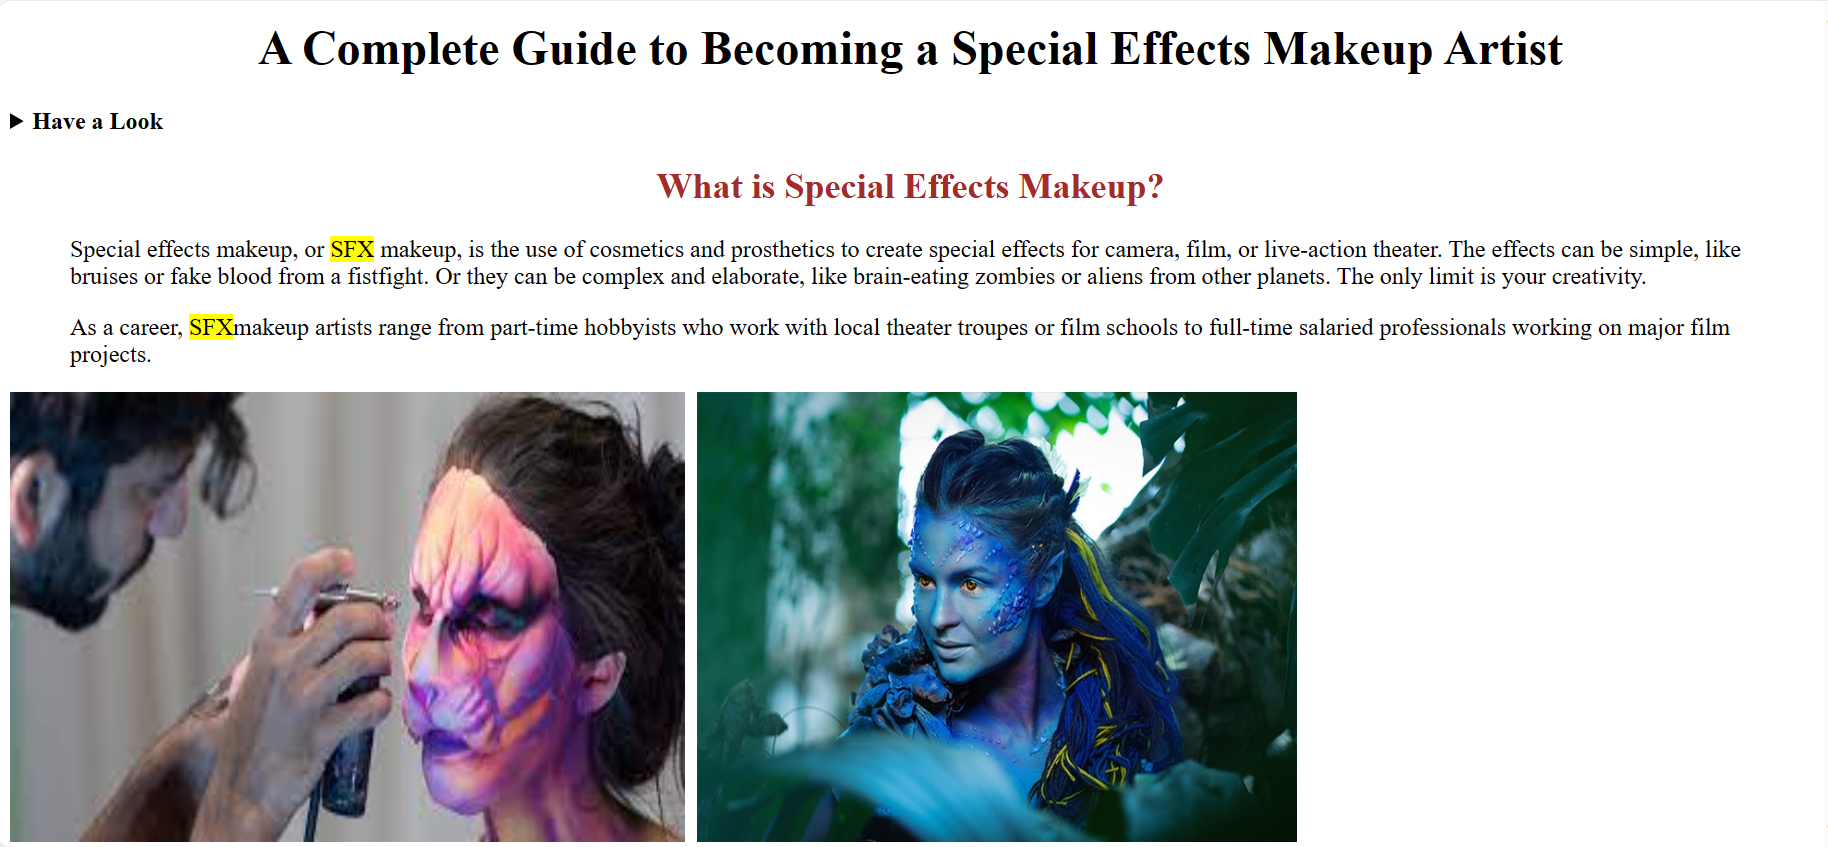 A Complete Guide to Becoming a Special Effects Makeup Artist
Have a Look
What is Special Effects Makeup?
Special effects makeup, or SFX makeup, is the use of cosmetics and prosthetics to create special effects for camera, film, or live-action theater. The effects can be simple, like
bruises or fake blood from a fistfight. Or they can be complex and elaborate, like brain-eating zombies or aliens from other planets. The only limit is your creativity.
As a career, SFXmakeup artists range from part-time hobbyists who work with local theater troupes or film schools to full-time salaried professionals working on major film
projects.